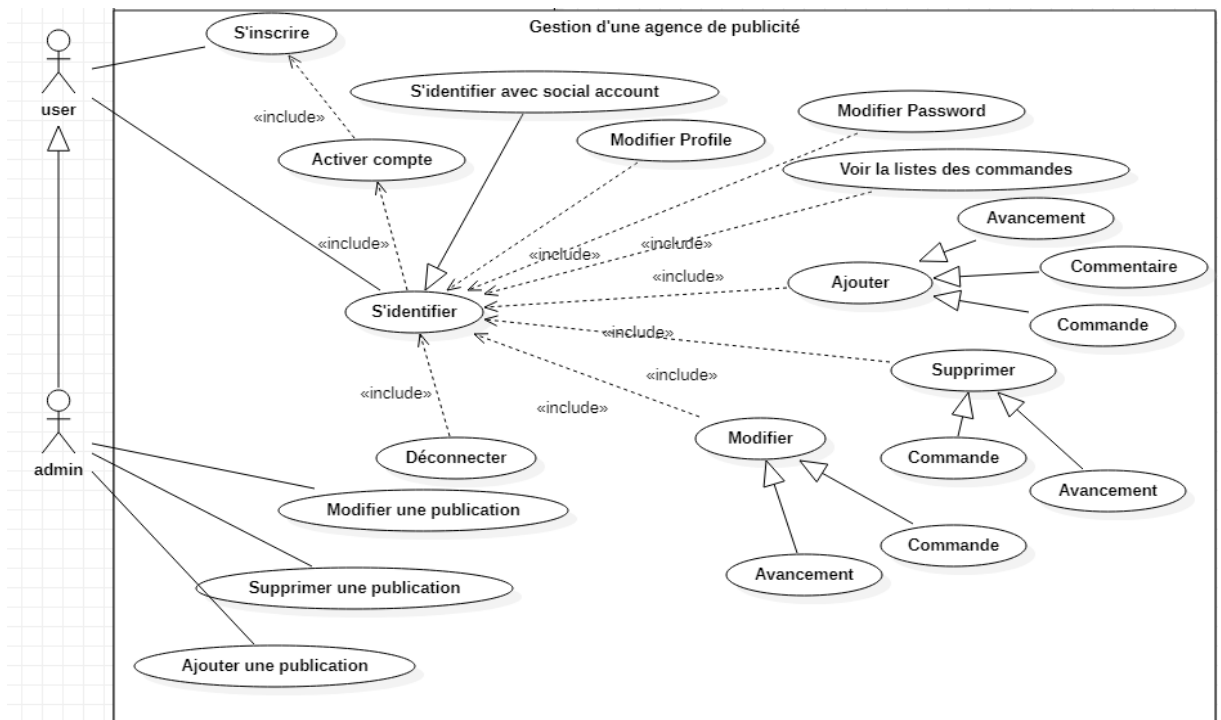 Gestion d'une agence de publicité
S'inscrire
user
S'identifier avec social account
Modifier Password
«include»
Modifier Profile
Activer compte
Voir la listes des commandes
Avancement
«include»
«include»
«include»
Commentaire
«include»
Ajouter
S'identifier
Commande
«include»
Supprimer
«include»
«include»
«include»
admin
Modifier
Déconnecter
Commande
Avancement
Modifier une publication
Commande
Avancement
Supprimer une publication
Ajouter une publication